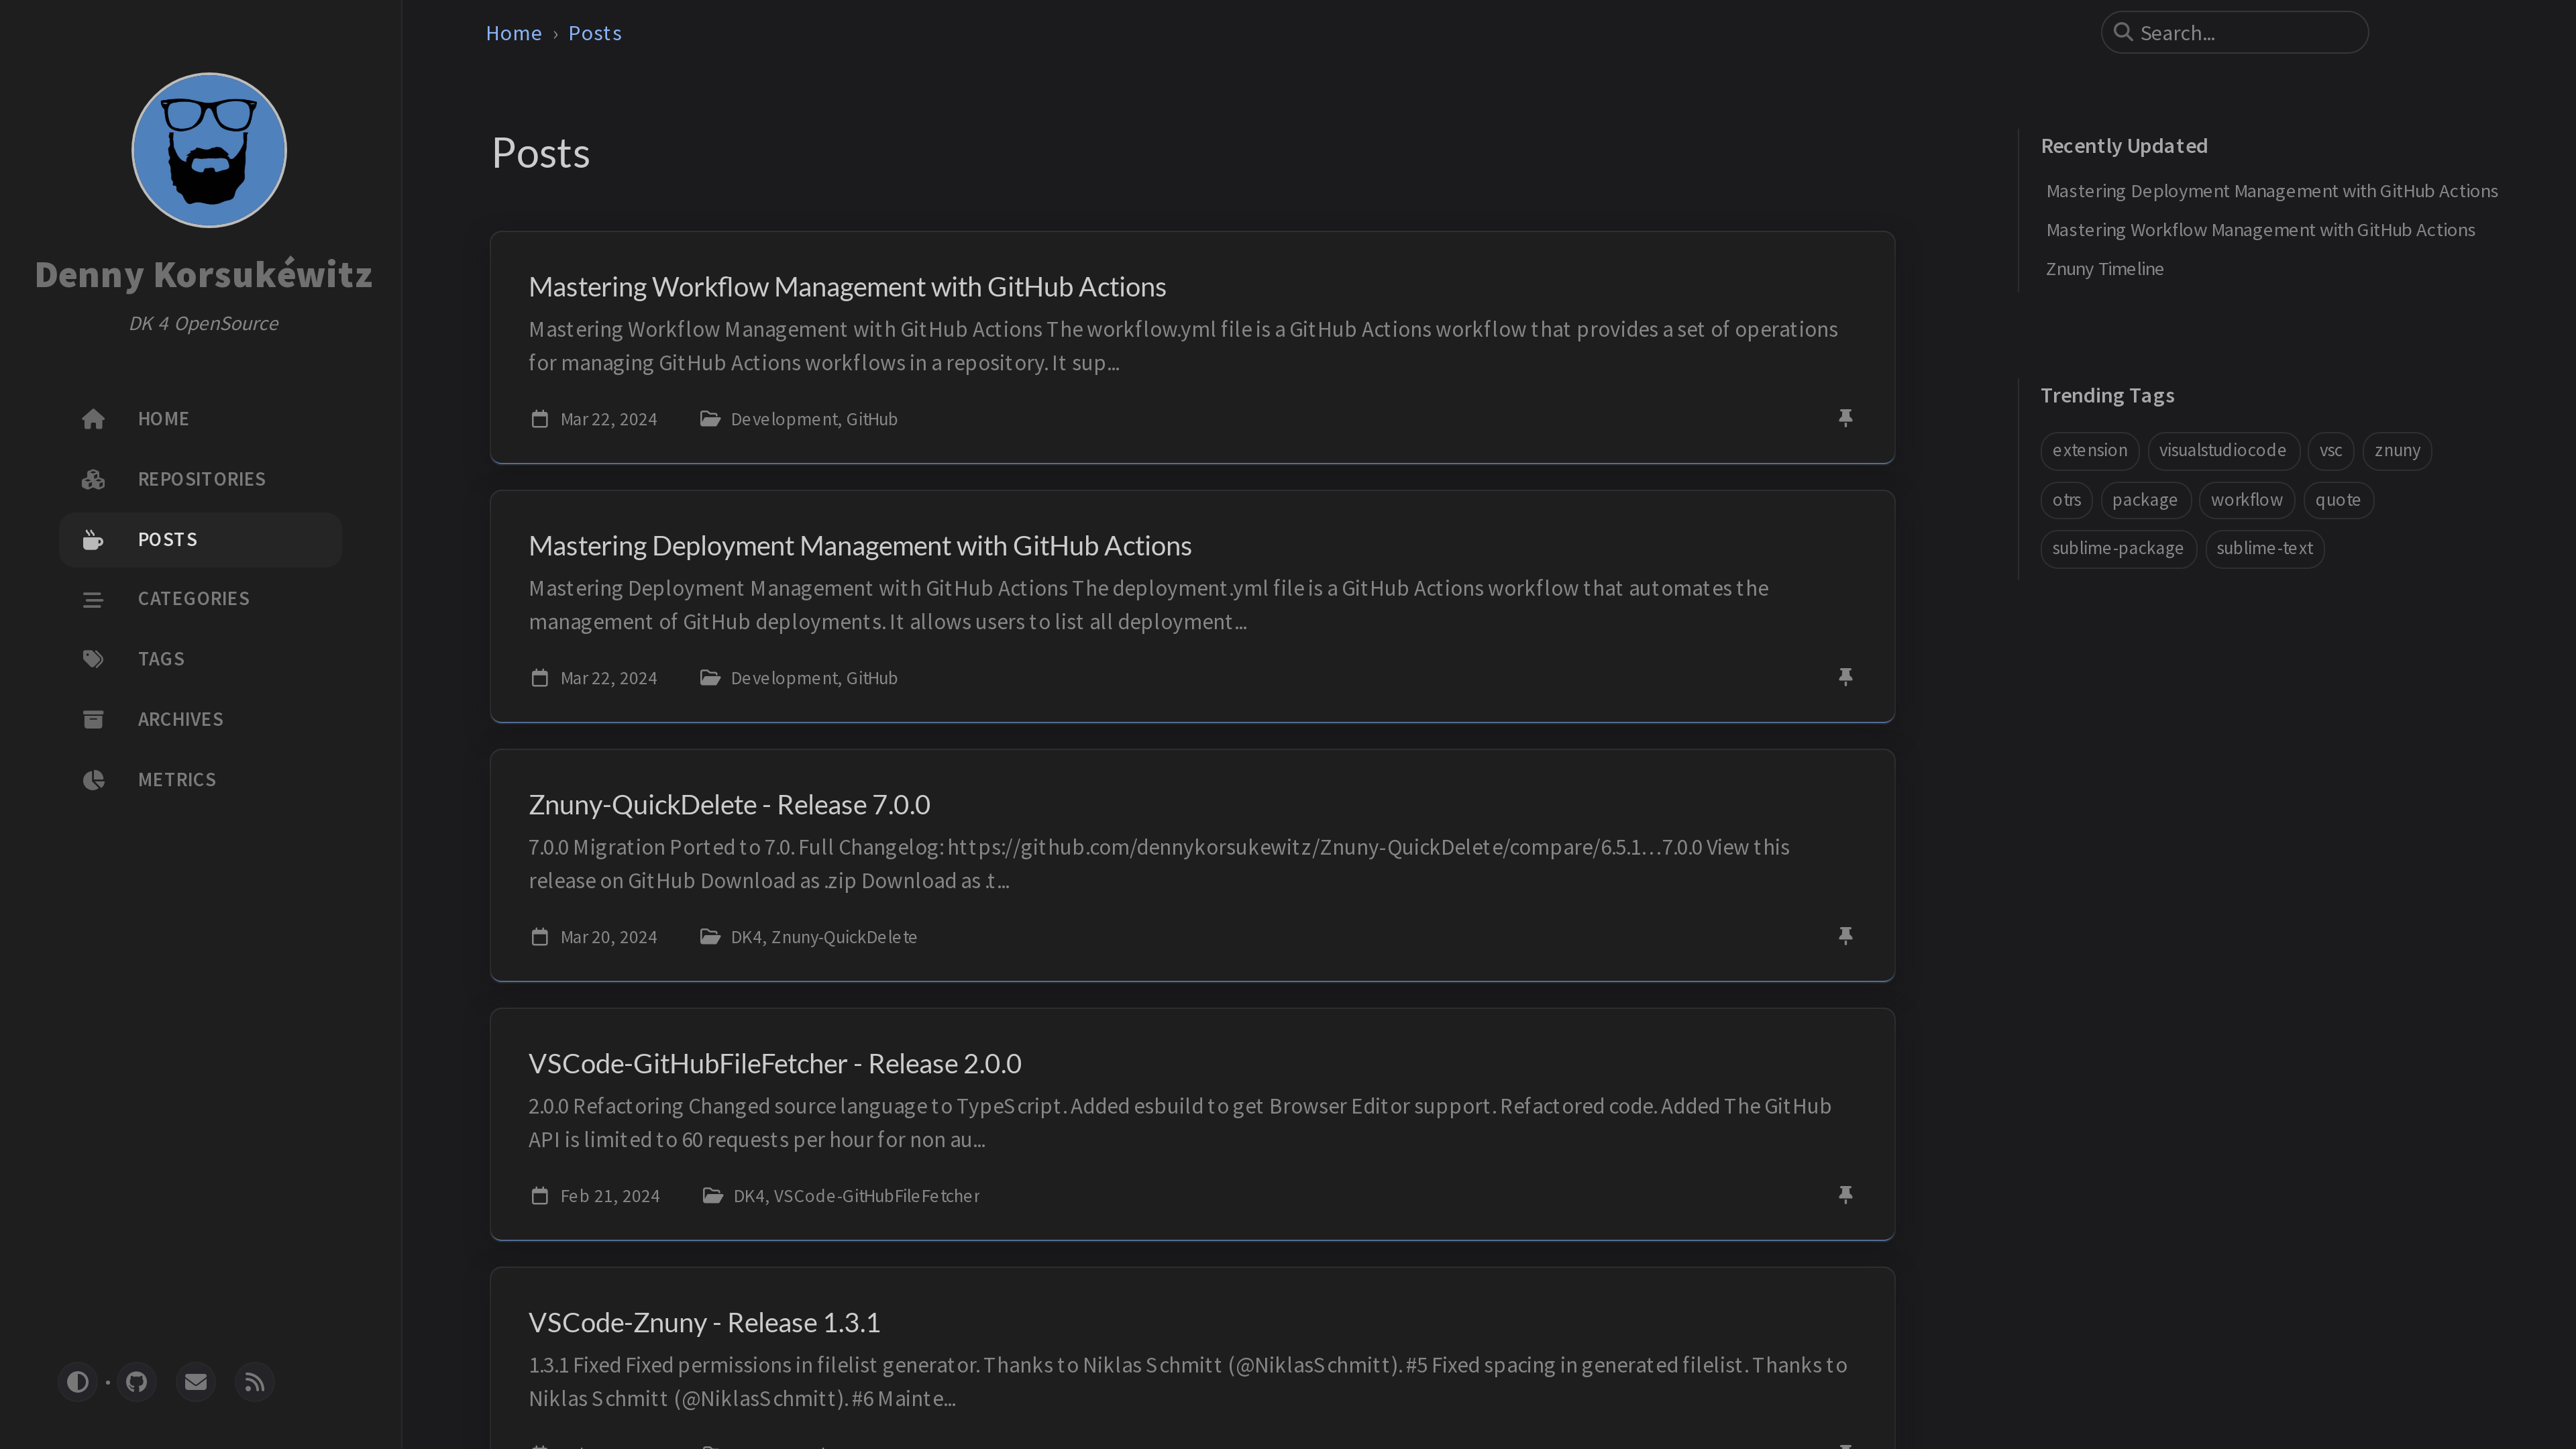 Denny Korsukéwitz
DK 4 OpenSource
HOME
REPOSITORIES
POSTS
CATEGORIES
TAGS
ARCHIVES
METRICS
Home › Posts
Search...
Posts
Mastering Workflow Management with GitHub Actions
Mastering Workflow Management with GitHub Actions The workflow.yml file is a GitHub Actions workflow that provides a set of operations
for managing GitHub Actions workflows in a repository. It sup...
Mar 22, 2024 Development, GitHub
Mastering Deployment Management with GitHub Actions
Mastering Deployment Management with GitHub Actions The deployment.yml file is a GitHub Actions workflow that automates the
management of GitHub deployments. It allows users to list all deployment...
Mar 22, 2024 Development, GitHub
Znuny-QuickDelete - Release 7.0.0
7.0.0 Migration Ported to 7.0. Full Changelog: https://github.com/dennykorsukewitz/Znuny-QuickDelete/compare/6.5.1…7.0.0 View this
release on GitHub Download as .zip Download as .t...
Mar 20, 2024 DK4, Znuny-QuickDelete
VSCode-GitHubFileFetcher - Release 2.0.0
2.0.0 Refactoring Changed source language to TypeScript. Added esbuild to get Browser Editor support. Refactored code. Added The GitHub
API is limited to 60 requests per hour for non au...
Feb 21, 2024 DK4, VSCode-GitHubFileFetcher
VSCode-Znuny - Release 1.3.1
1.3.1 Fixed Fixed permissions in filelist generator. Thanks to Niklas Schmitt (@NiklasSchmitt). #5 Fixed spacing in generated filelist. Thanks to
Niklas Schmitt (@NiklasSchmitt). #6 Mainte...
Recently Updated
Mastering Deployment Management with GitHub Actions
Mastering Workflow Management with GitHub Actions
Znuny Timeline
Trending Tags
extension visualstudiocode vsc znuny
otrs package workflow quote
sublime-package sublime-text